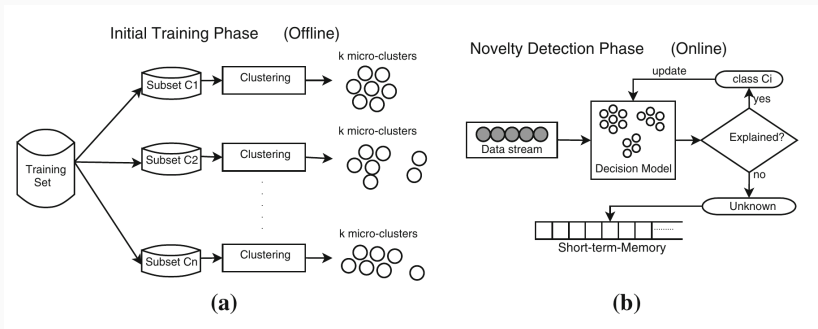 Initial Training Phase (Offline)
k micro-clusters
Subset C1
Clustering
k micro-clusters
Training
Set
Subset C2
Clustering
k micro-clusters
Subset Cn
Clustering
(a)
Novelty Detection Phase (Online)
update
class Ci
yes
Data stream
Decision Model
Explained?
no
Unknown
Short-term-Memory
(b)